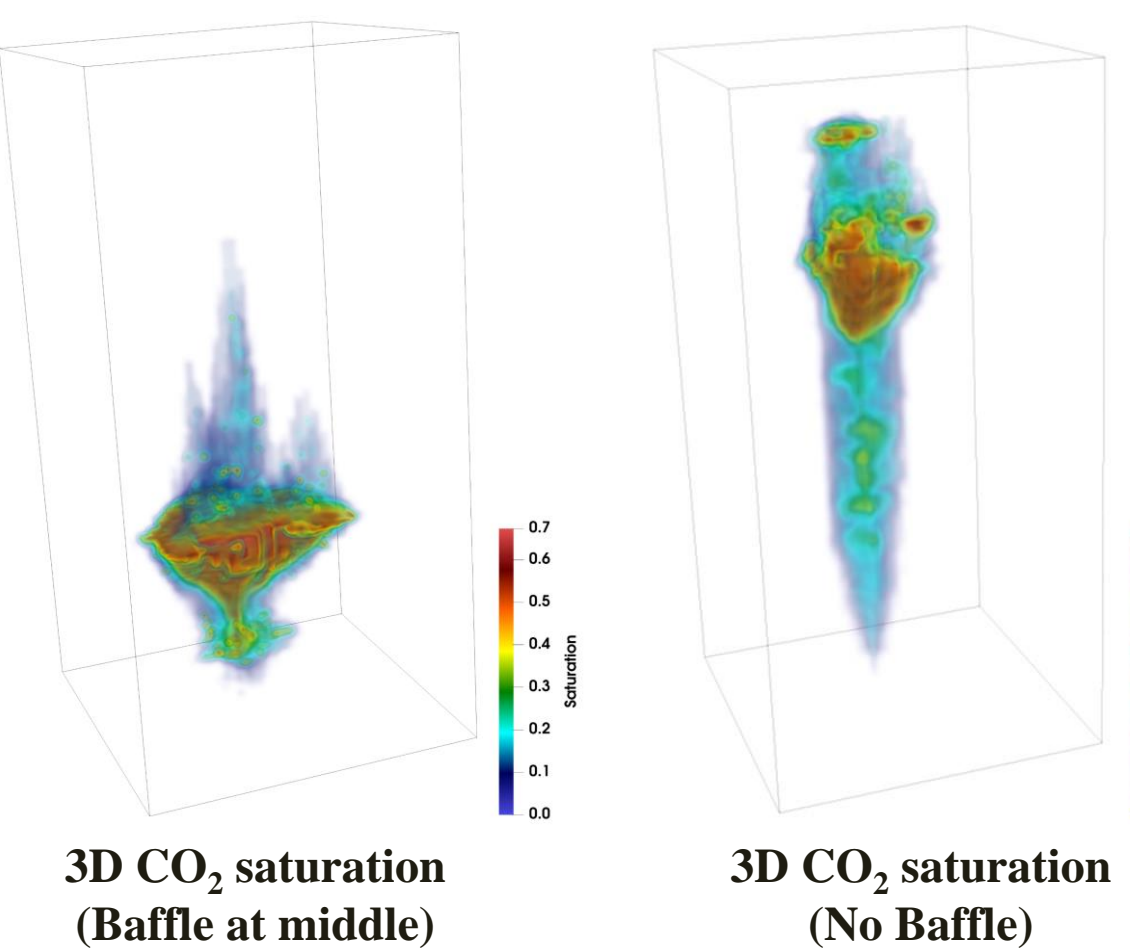 0.7
0.6
0.5
0.4
0.3
0.2
0.1
0.0
Saturation
3D CO₂ saturation
(Baffle at middle)
3D CO₂ saturation
(No Baffle)